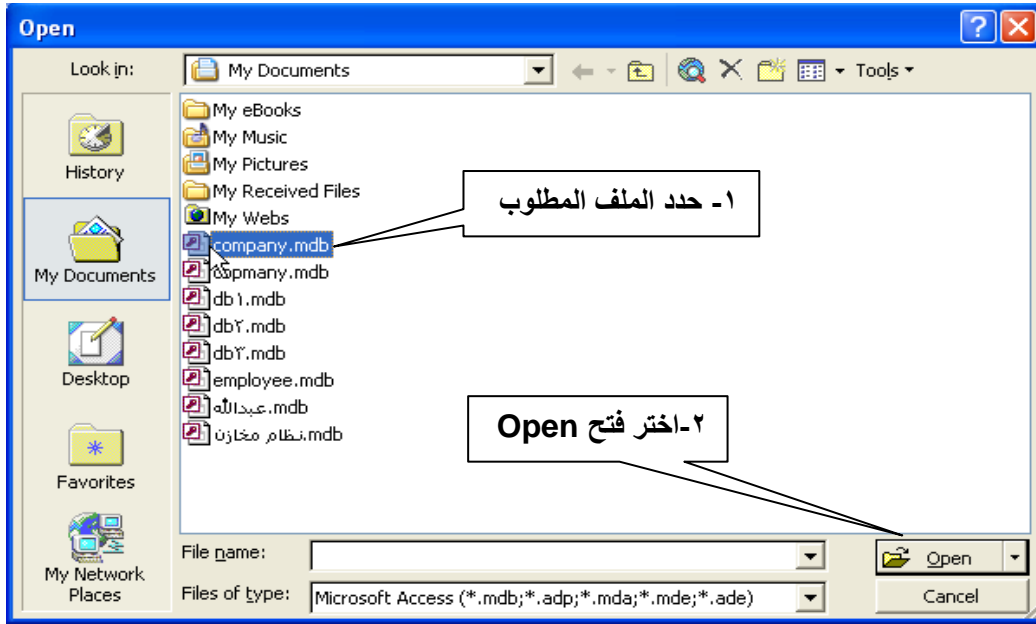 Open
Look in:
My Documents
Tools
History
My Documents
Desktop
Favorites
My Network
Places
My eBooks
My Music
My Pictures
My Received Files
My Webs
company.mdb
copmany.mdb
db١.mdb
db٢.mdb
db٣.mdb
employee.mdb
عبدالله.mdb
نظام مخازن.mdb
١- حدد الملف المطلوب
٢-اختر فتح Open
File name:
Open
Files of type:
Microsoft Access (*.mdb;*.adp;*.mda;*.mde;*.ade)
Cancel